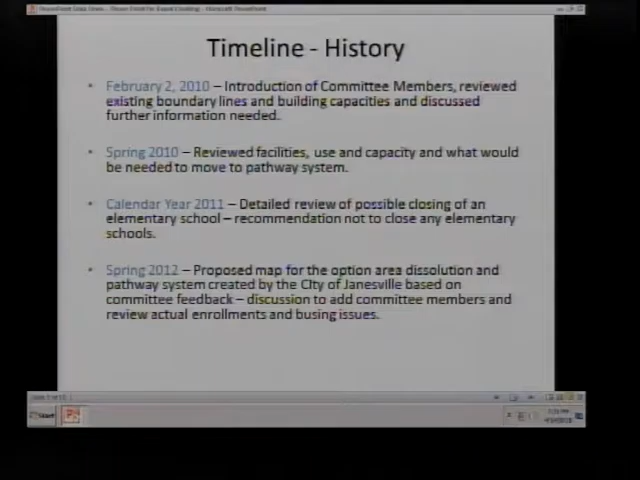 Timeline - History
• February 2, 2010 – Introduction of Committee Members, reviewed
existing boundary lines and building capacities and discussed
further information needed.
• Spring 2010 – Reviewed facilities, use and capacity and what would
be needed to move to pathway system.
• Calendar Year 2011 – Detailed review of possible closing of an
elementary school – recommendation not to close any elementary
schools.
• Spring 2012 – Proposed map for the option area dissolution and
pathway system created by the City of Janesville based on
committee feedback – discussion to add committee members and
review actual enrollments and busing issues.